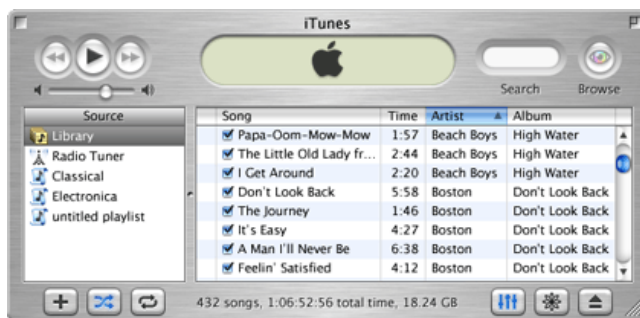 iTunes
Search Browse
Source
Library
Radio Tuner
Classical
Electronica
untitled playlist
Song Time Artist Album
Papa-Oom-Mow-Mow 1:57 Beach Boys High Water
The Little Old Lady fr... 2:44 Beach Boys High Water
I Get Around 2:20 Beach Boys High Water
Don't Look Back 5:58 Boston Don't Look Back
The Journey 1:46 Boston Don't Look Back
It's Easy 4:27 Boston Don't Look Back
A Man I'll Never Be 6:38 Boston Don't Look Back
Feelin' Satisfied 4:12 Boston Don't Look Back
432 songs, 1:06:52:56 total time, 18.24 GB